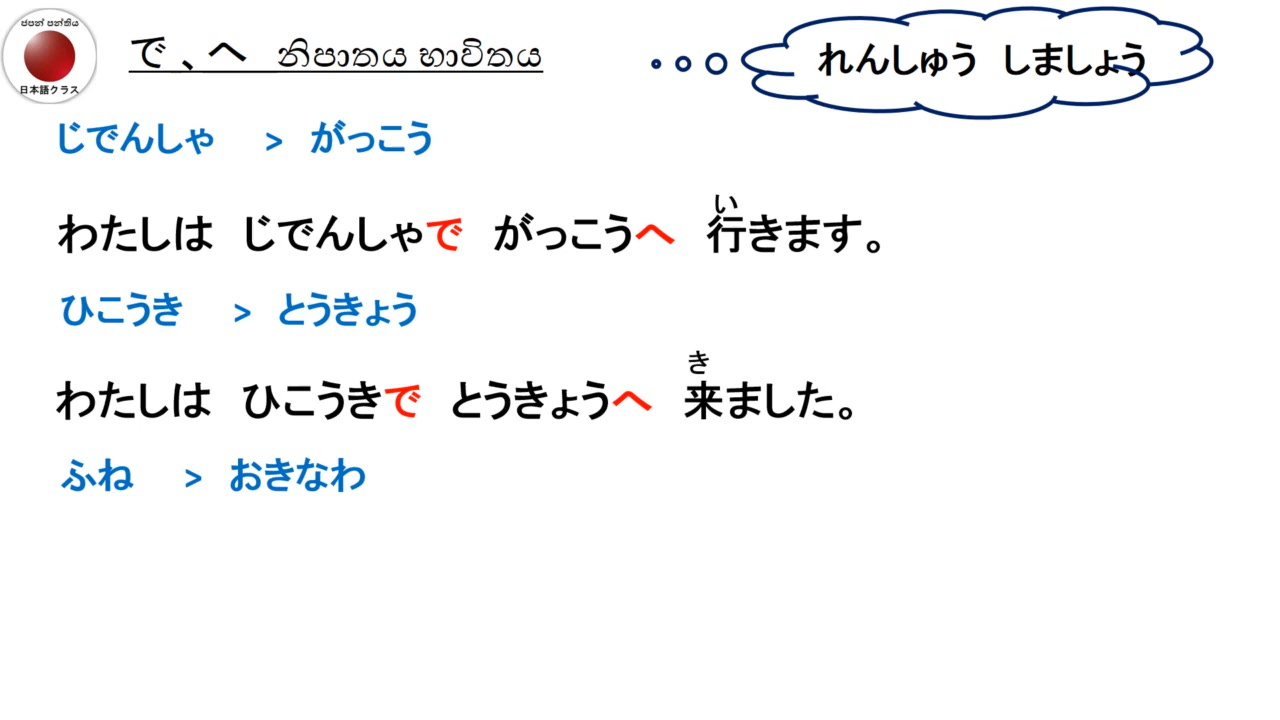 ජපන් පන්තිය
日本語クラス
で、へ නිපාතය භාවිතය
れんしゅう しましょう
じでんしゃ > がっこう
い
わたしは じでんしゃで がっこうへ 行きます。
ひこうき > とうきょう
き
わたしは ひこうきで とうきょうへ 来ました。
ふね > おきなわ